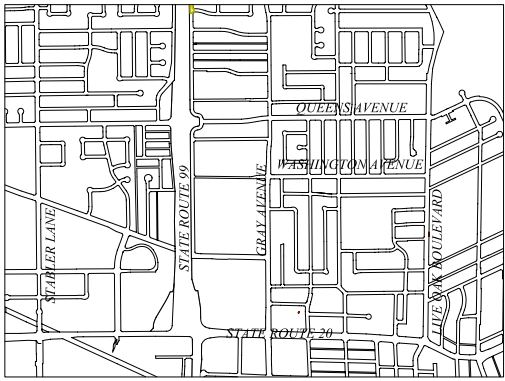 QUEENS AVENUE
WASHINGTON AVENUE
STATE ROUTE 99
GRAY AVENUE
STABLER LANE
LIVE OAK BOULEVARD
STATE ROUTE 20